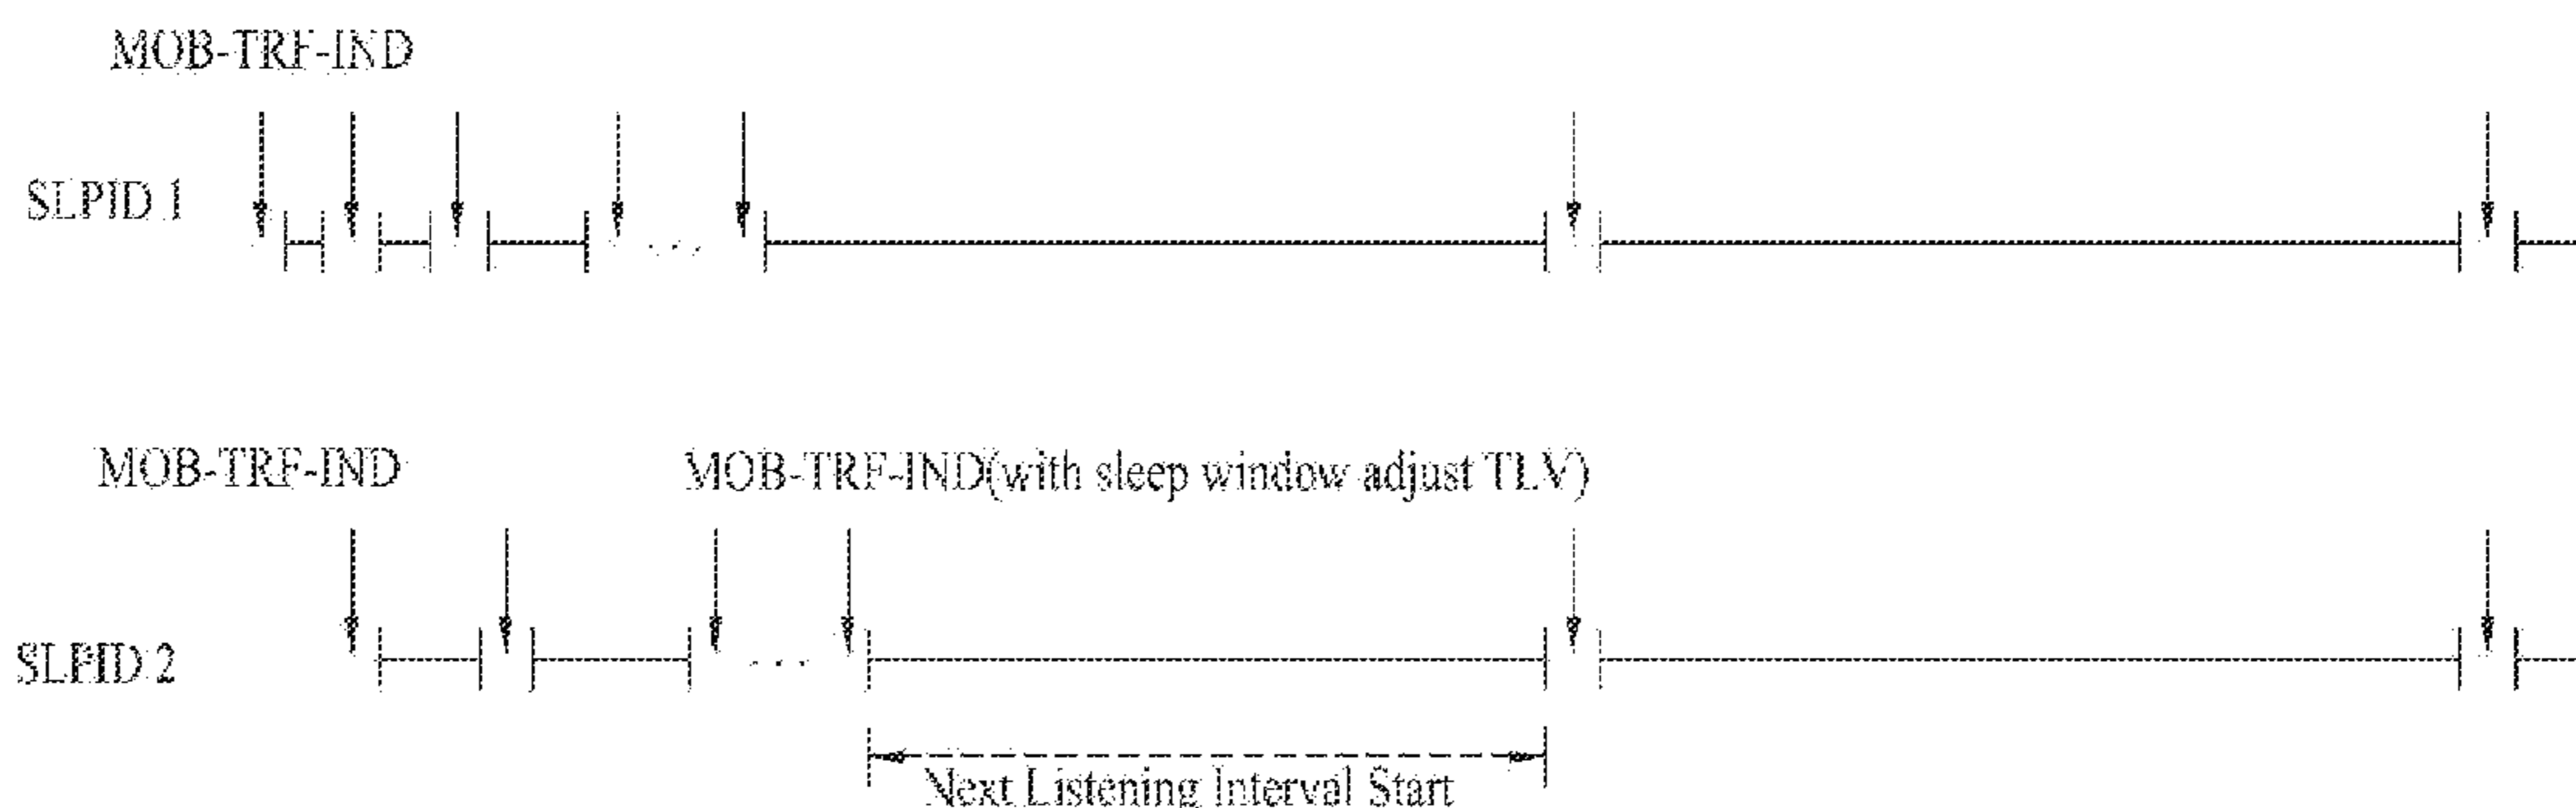 MOB-TRF-IND
SLPID 1
MOB-TRF-IND
MOB-TRF-IND(with sleep window adjust TLV)
SLPID 2
Next Listening Interval Start